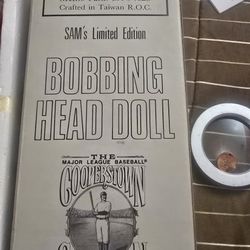 Crafted in Taiwan R.O.C.
SAM's Limited Edition
BOBBING
HEAD DOLL
THE
MAJOR LEAGUE BASEBALL
COOPERSTOWN